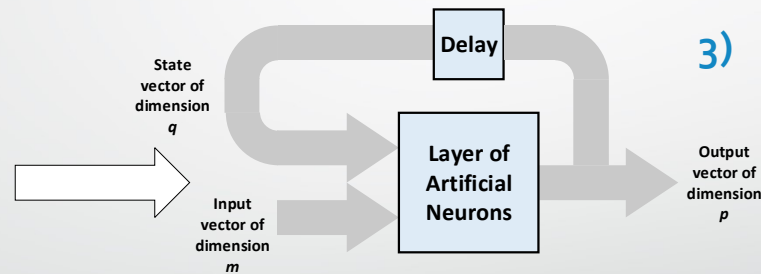 Delay
3)
State
vector of
dimension
q
Layer of
Artificial
Neurons
Output
vector of
dimension
p
Input
vector of
dimension
m